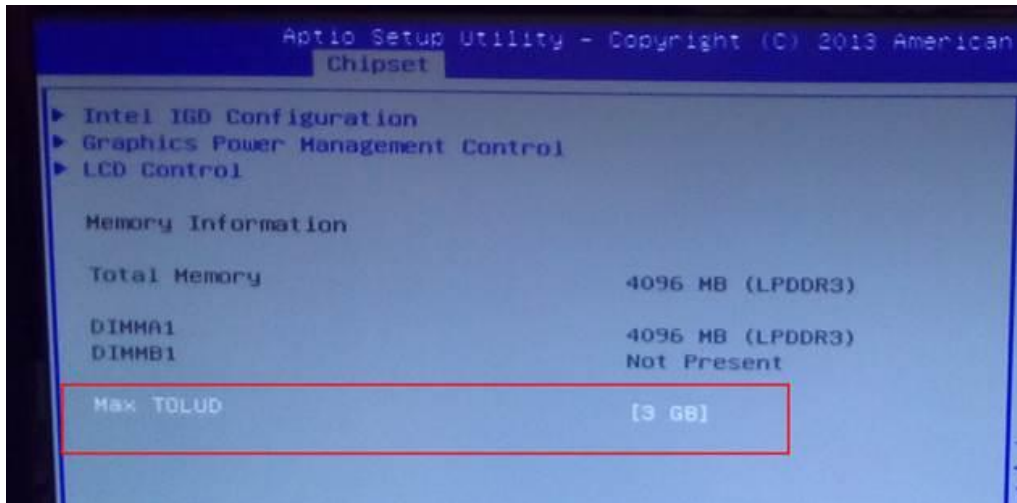 Aptio Setup Utility - Copyright (C) 2013 American
Chipset
Intel IGD Configuration
Graphics Power Management Control
LCD Control
Memory Information
Total Memory 4096 MB (LPDDR3)
DIMMA1 4096 MB (LPDDR3)
DIMMB1 Not Present
Max TOLUD [3 GB]